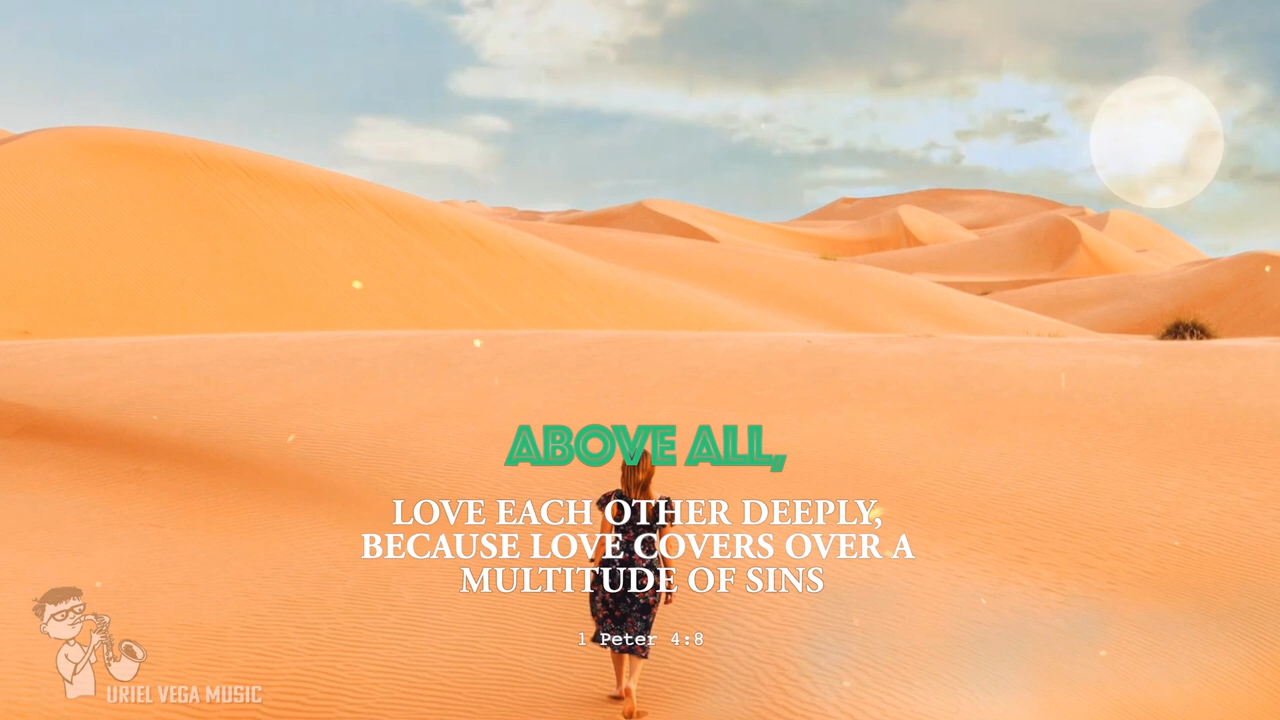 ABOVE ALL,
LOVE EACH OTHER DEEPLY,
BECAUSE LOVE COVERS OVER A
MULTITUDE OF SINS
1 Peter 4:8
URIEL VEGA MUSIC